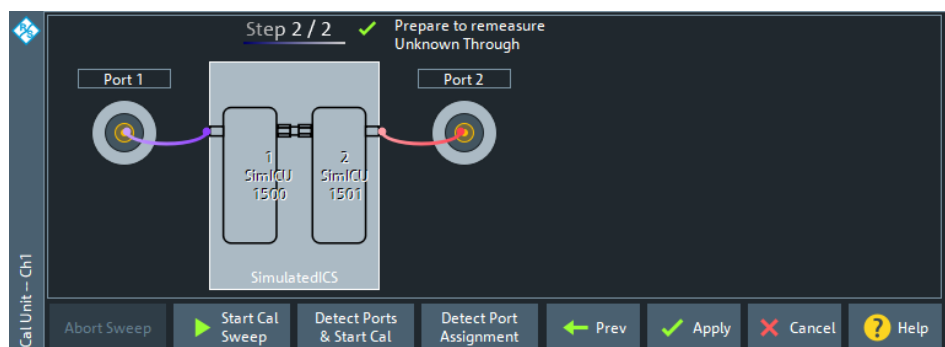 Step 2 / 2
Prepare to remeasure
Unknown Through
Port 1
Port 2
1
SimICU
1500
2
SimICU
1501
SimulatedICS
Cal Unit -- Ch1
Abort Sweep
Start Cal
Sweep
Detect Ports
& Start Cal
Detect Port
Assignment
Prev
Apply
Cancel
? Help